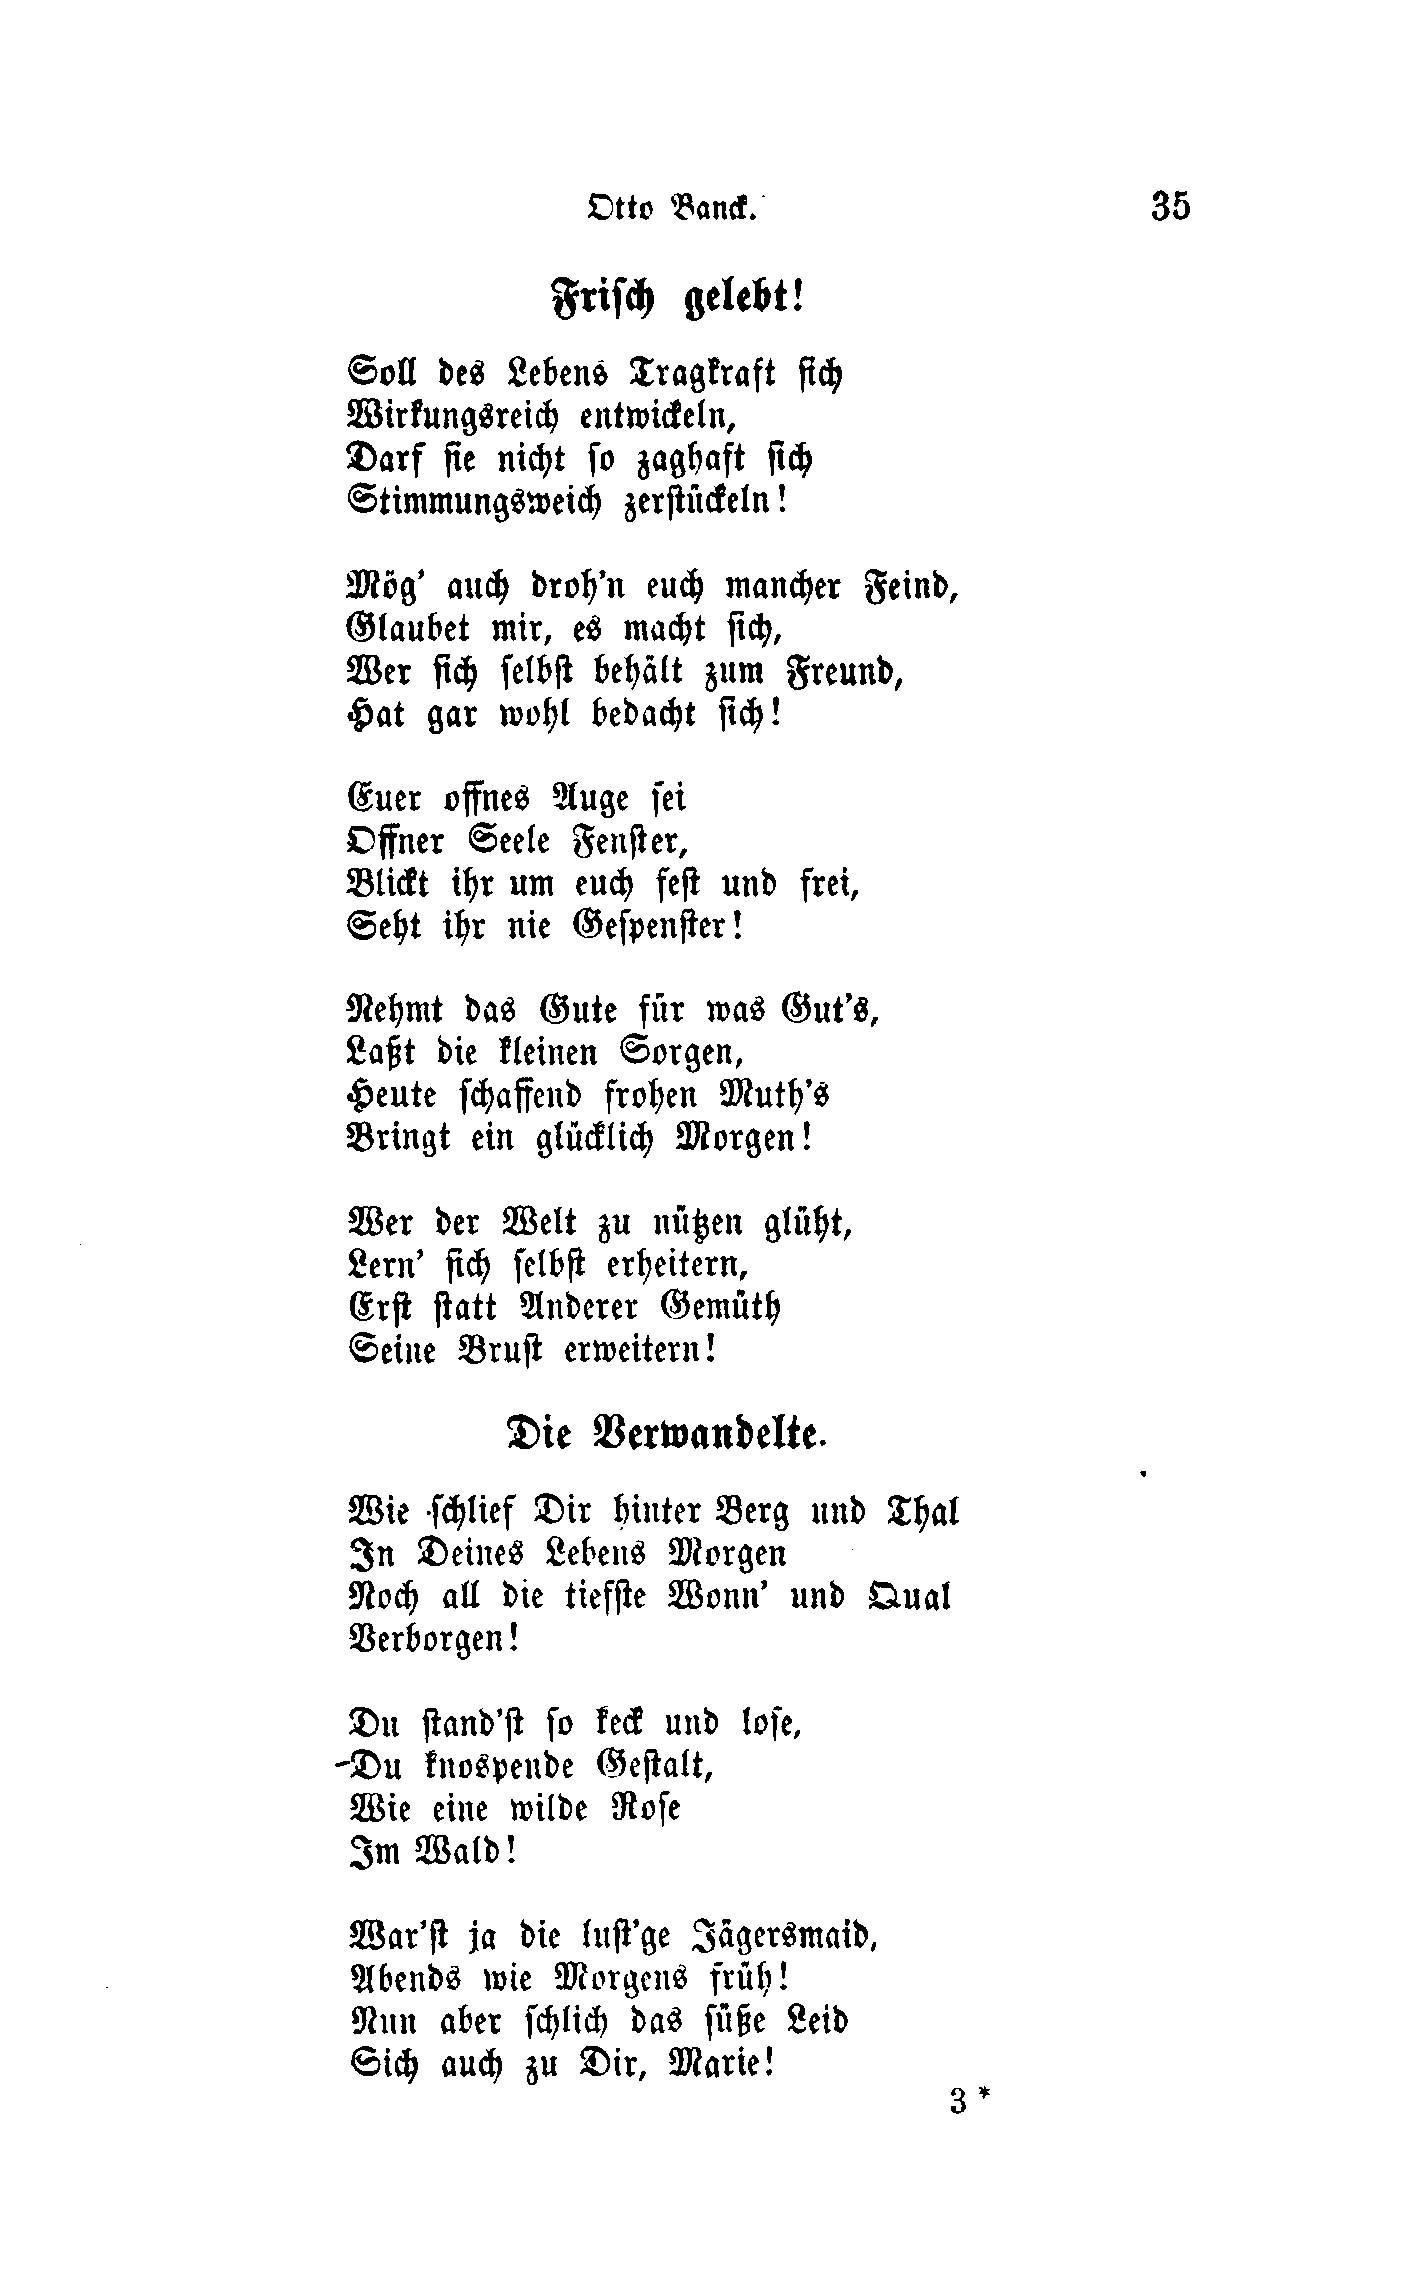 Otto Banck. 35
Frisch gelebt!
Soll des Lebens Tragkraft sich
Wirkungsreich entwickeln,
Darf sie nicht so zaghaft sich
Stimmungsweich zerstückeln!
Mög' auch droh'n euch mancher Feind,
Glaubet mir, es macht sich,
Wer sich selbst behält zum Freund,
Hat gar wohl bedacht sich!
Euer offnes Auge sei
Offner Seele Fenster,
Blickt ihr um euch fest und frei,
Seht ihr nie Gespenster!
Nehmt das Gute für was Gut's,
Laßt die kleinen Sorgen,
Heute schaffend frohen Muth's
Bringt ein glücklich Morgen!
Wer der Welt zu nützen glüht,
Lern' sich selbst erheitern,
Erst statt Anderer Gemüth
Seine Brust erweitern!
Die Verwandelte.
Wie schlief Dir hinter Berg und Thal
In Deines Lebens Morgen
Noch all die tiefste Wonn' und Qual
Verborgen!
Du stand'st so keck und lose,
Du knospende Gestalt,
Wie eine wilde Rose
Im Wald!
War'st ja die lust'ge Jägersmaid,
Abends wie Morgens früh!
Nun aber schlich das süße Leid
Sich auch zu Dir, Marie!
3 *